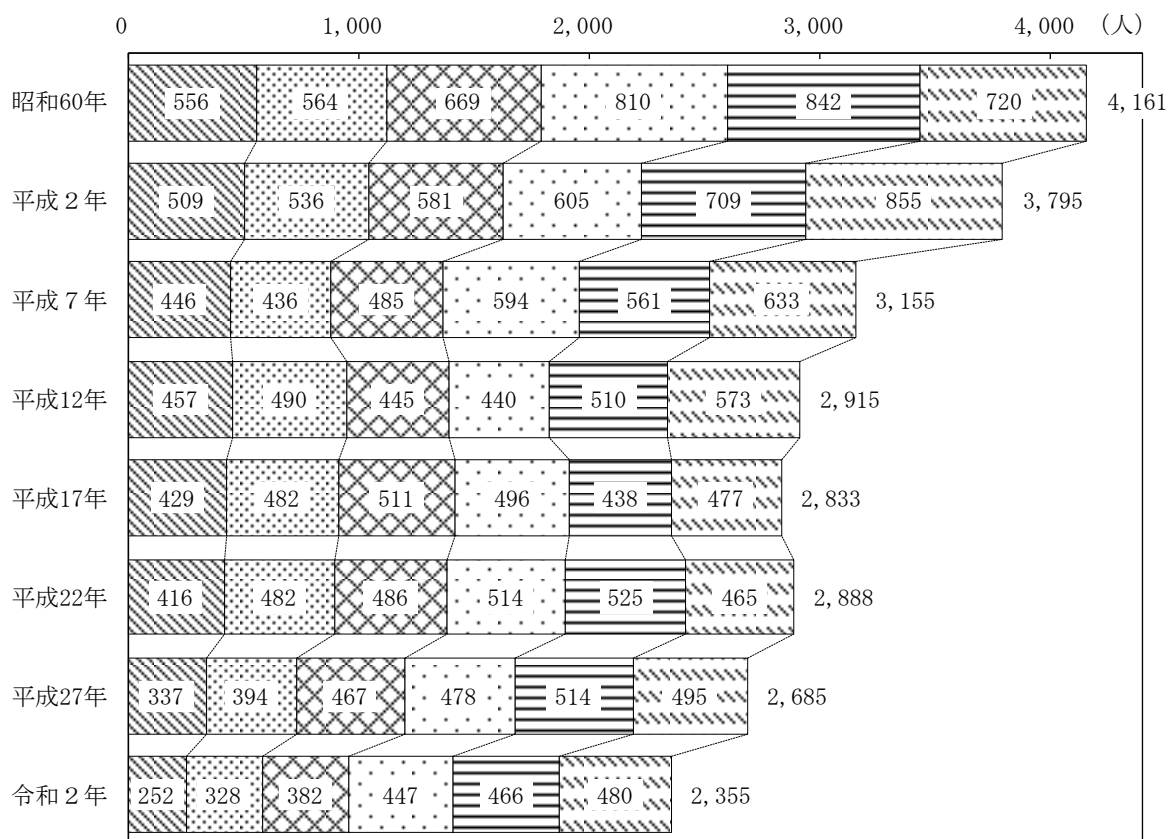 0 1,000 2,000 3,000 4,000 （人）
昭和60年 556 564 669 810 842 720 4,161
平成２年 509 536 581 605 709 855 3,795
平成７年 446 436 485 594 561 633 3,155
平成12年 457 490 445 440 510 573 2,915
平成17年 429 482 511 496 438 477 2,833
平成22年 416 482 486 514 525 465 2,888
平成27年 337 394 467 478 514 495 2,685
令和２年 252 328 382 447 466 480 2,355